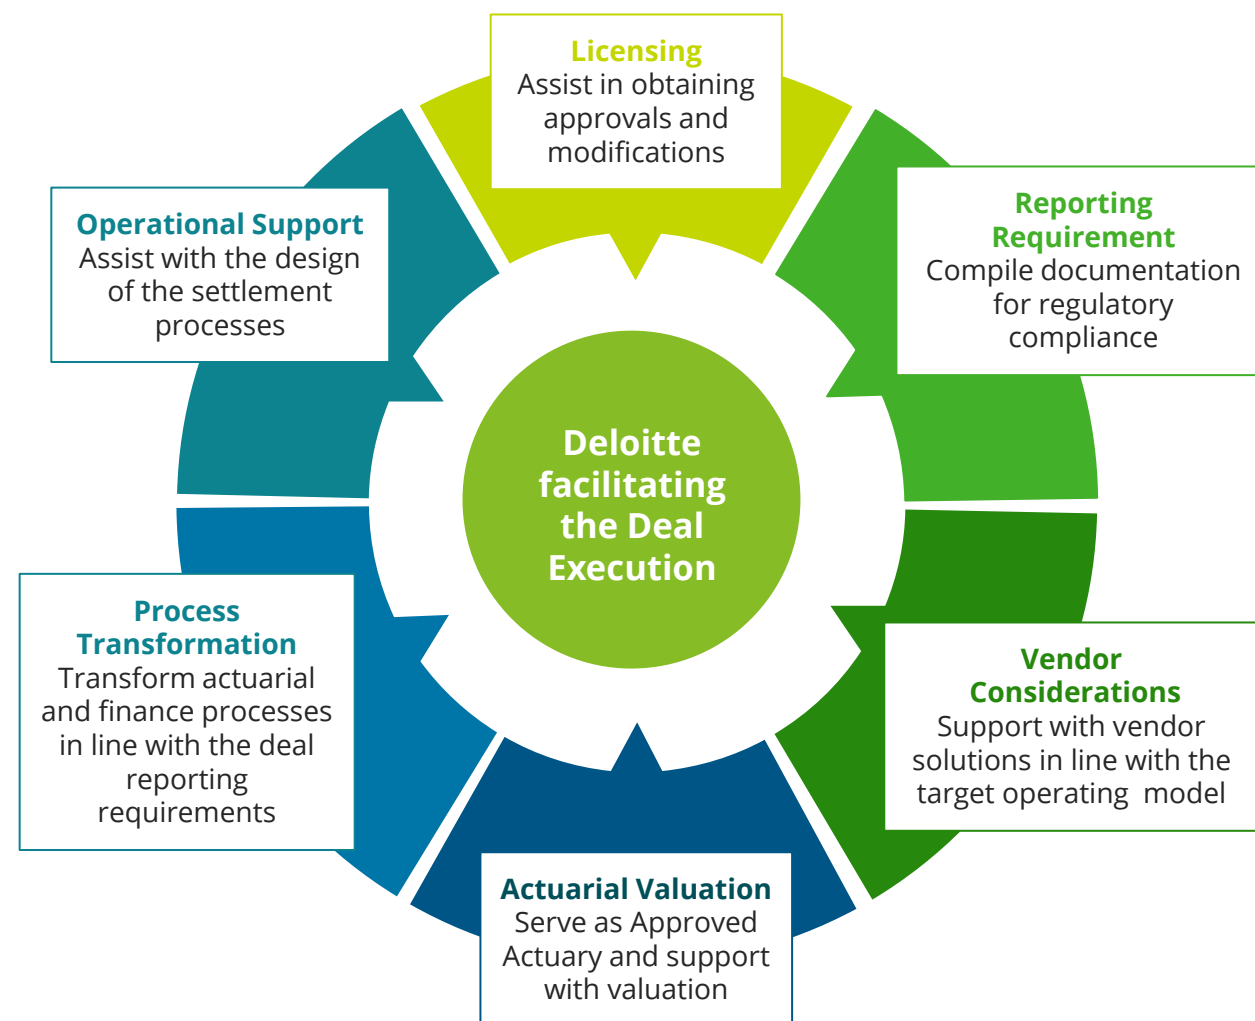 Licensing
Assist in obtaining
approvals and
modifications
Reporting
Requirement
Compile documentation
for regulatory
compliance
Vendor
Considerations
Support with vendor
solutions in line with the
target operating  model
Actuarial Valuation
Serve as Approved
Actuary and support
with valuation
Process
Transformation
Transform actuarial
and finance processes
in line with the deal
reporting
requirements
Operational Support
Assist with the design
of the settlement
processes
Deloitte
facilitating
the Deal
Execution